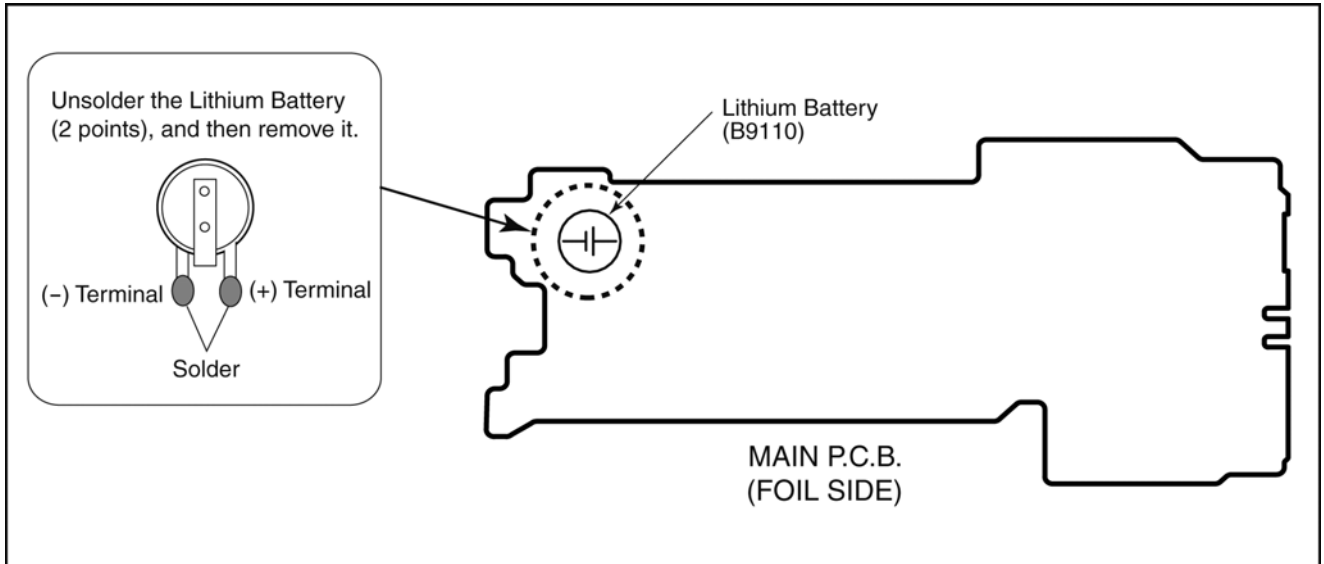 Unsolder the Lithium Battery
(2 points), and then remove it.
(−) Terminal
(+) Terminal
Solder
Lithium Battery
(B9110)
MAIN P.C.B.
(FOIL SIDE)